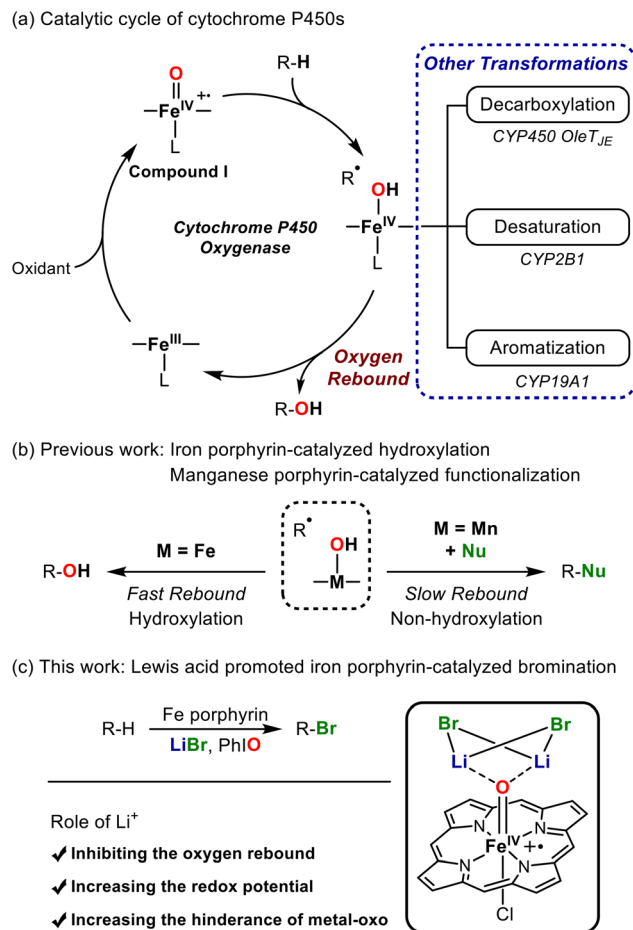 (a) Catalytic cycle of cytochrome P450s
O
Fe^IV +•
L
Compound I
R-H
Other Transformations
Decarboxylation
CYP450 OleT_JE
R•
OH
Fe^IV
L
Cytochrome P450
Oxygenase
Desaturation
CYP2B1
Oxidant
Fe^III
L
Oxygen
Rebound
R-OH
Aromatization
CYP19A1
(b) Previous work: Iron porphyrin-catalyzed hydroxylation
Manganese porphyrin-catalyzed functionalization
R-OH
M = Fe
Fast Rebound
Hydroxylation
R•
OH
M
M = Mn
+ Nu
Slow Rebound
Non-hydroxylation
R-Nu
(c) This work: Lewis acid promoted iron porphyrin-catalyzed bromination
R-H
Fe porphyrin
LiBr, PhIO
R-Br
Role of Li⁺
✓ Inhibiting the oxygen rebound
✓ Increasing the redox potential
✓ Increasing the hinderance of metal-oxo
Br Br
Li Li
O
N N
Fe^IV +•
N N
Cl